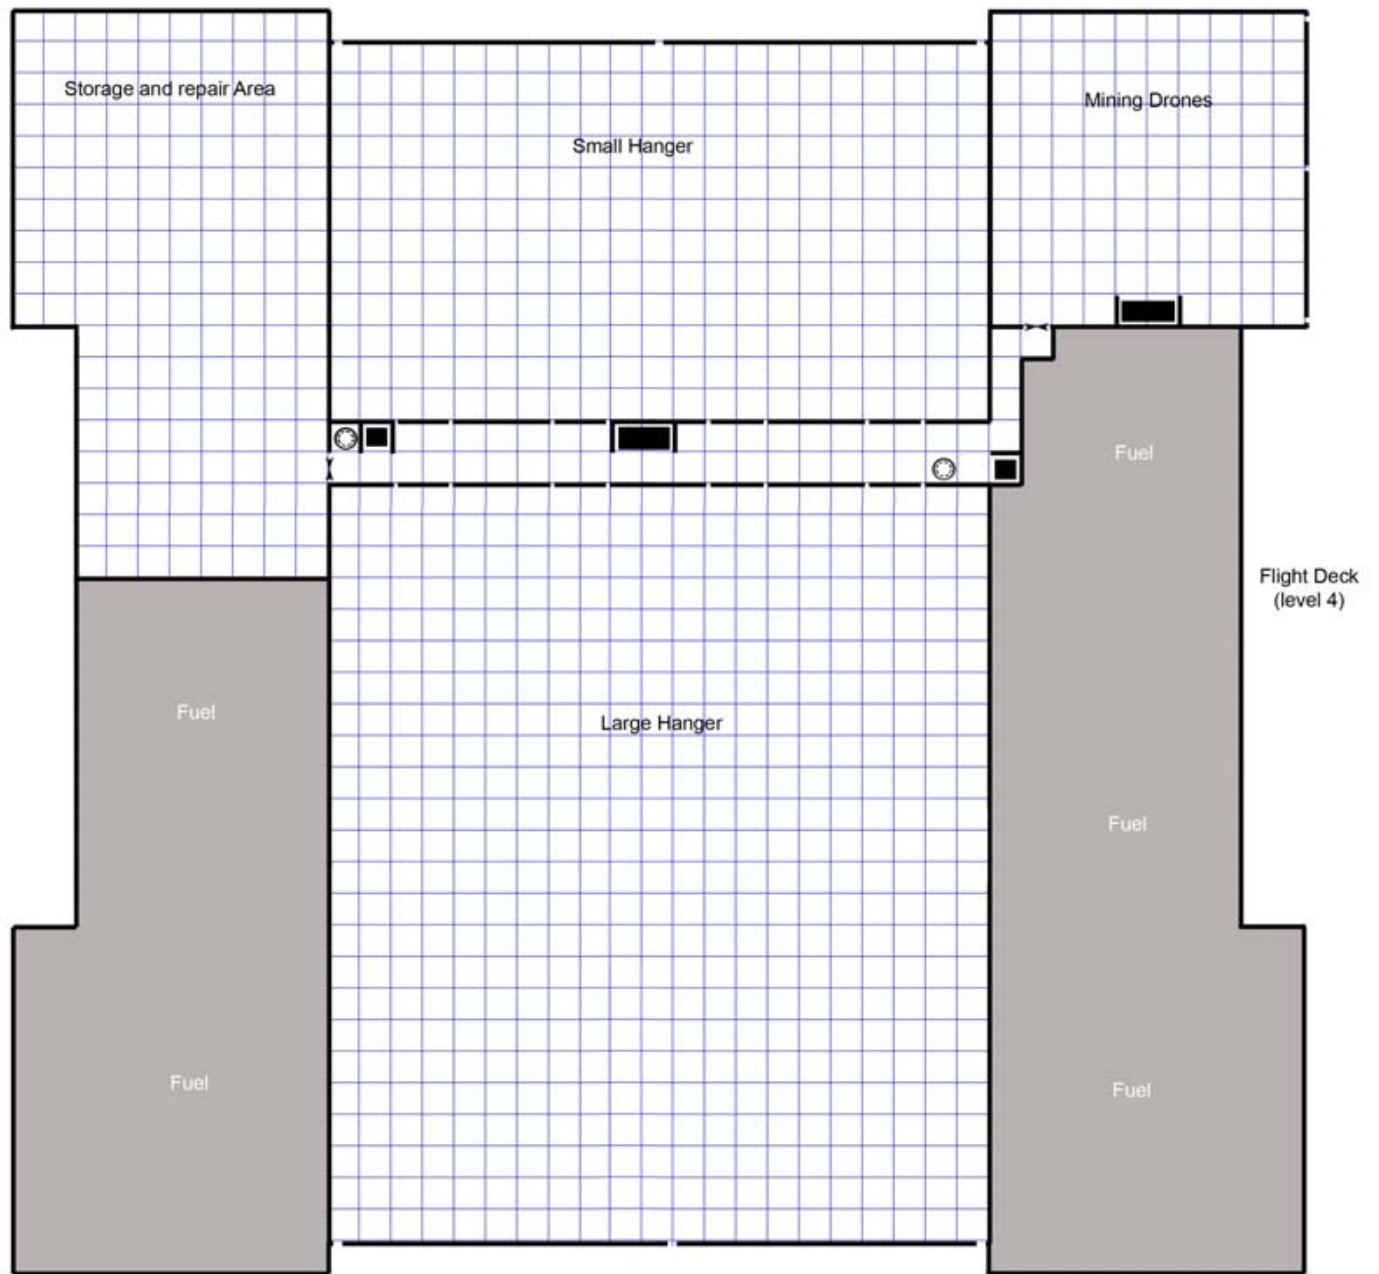 Storage and repair Area
Mining Drones
Small Hanger
Fuel
Flight Deck
(level 4)
Fuel
Large Hanger
Fuel
Fuel
Fuel